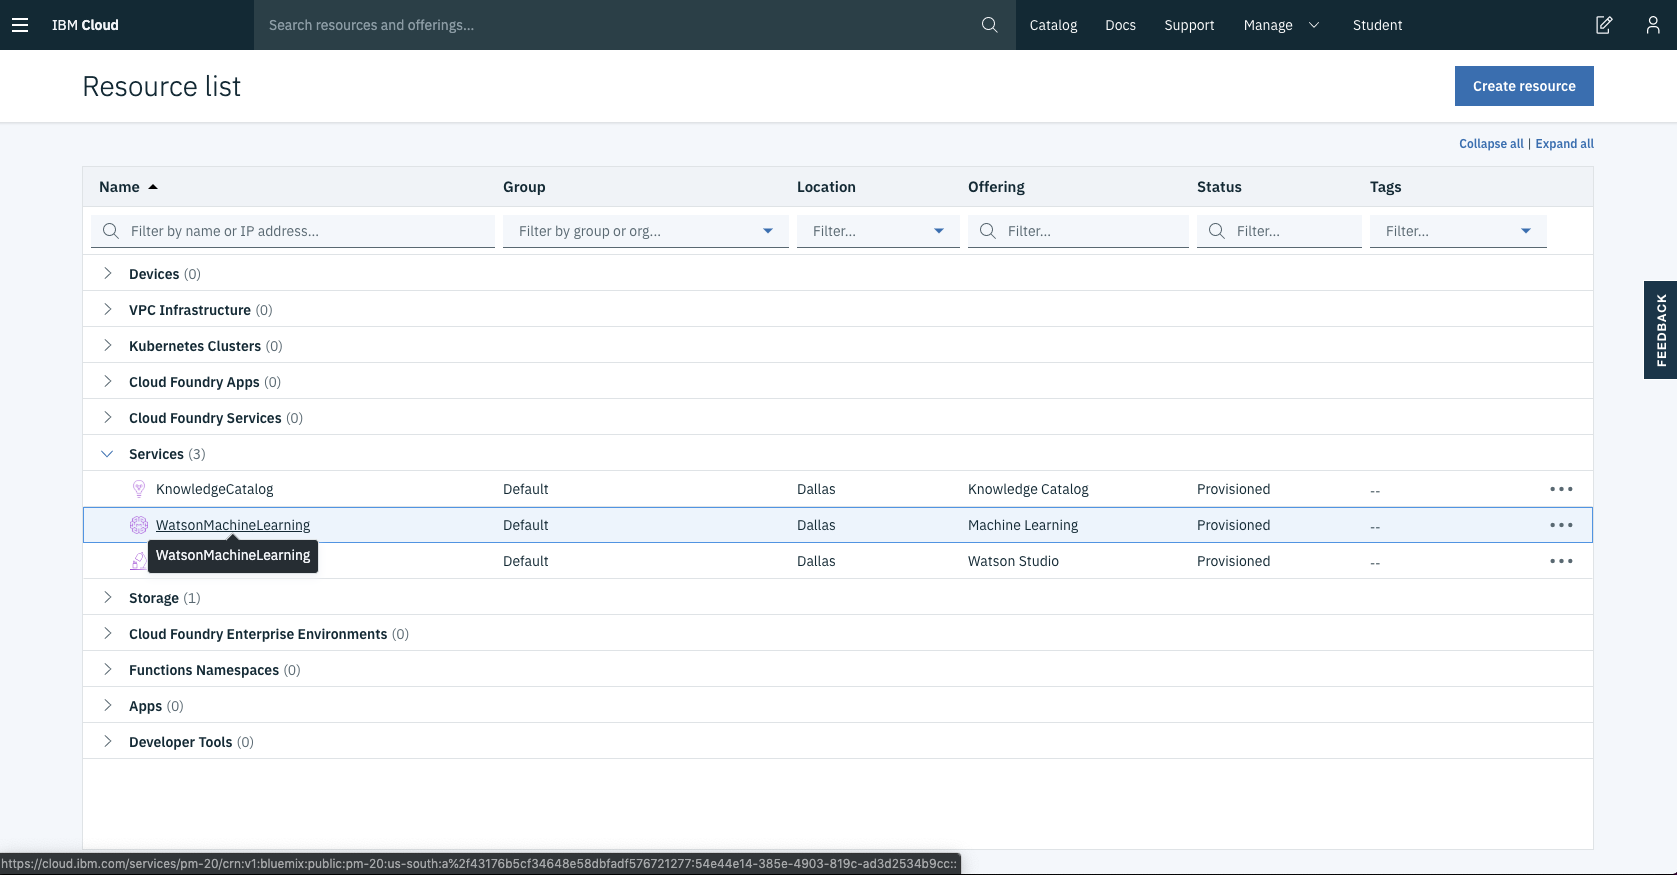 IBM Cloud
Search resources and offerings...
Catalog
Docs
Support
Manage
Student
Resource list
Create resource
Collapse all | Expand all
Name
Group
Location
Offering
Status
Tags
Filter by name or IP address...
Filter by group or org...
Filter...
Filter...
Filter...
Filter...
Devices (0)
VPC Infrastructure (0)
Kubernetes Clusters (0)
Cloud Foundry Apps (0)
Cloud Foundry Services (0)
Services (3)
KnowledgeCatalog Default Dallas Knowledge Catalog Provisioned --
WatsonMachineLearning Default Dallas Machine Learning Provisioned --
WatsonMachineLearning
Default Dallas Watson Studio Provisioned --
Storage (1)
Cloud Foundry Enterprise Environments (0)
Functions Namespaces (0)
Apps (0)
Developer Tools (0)
FEEDBACK
https://cloud.ibm.com/services/pm-20/crn:v1:bluemix:public:pm-20:us-south:a%2f43176b5cf34648e58dbfadf576721277:54e44e14-385e-4903-819c-ad3d2534b9cc::